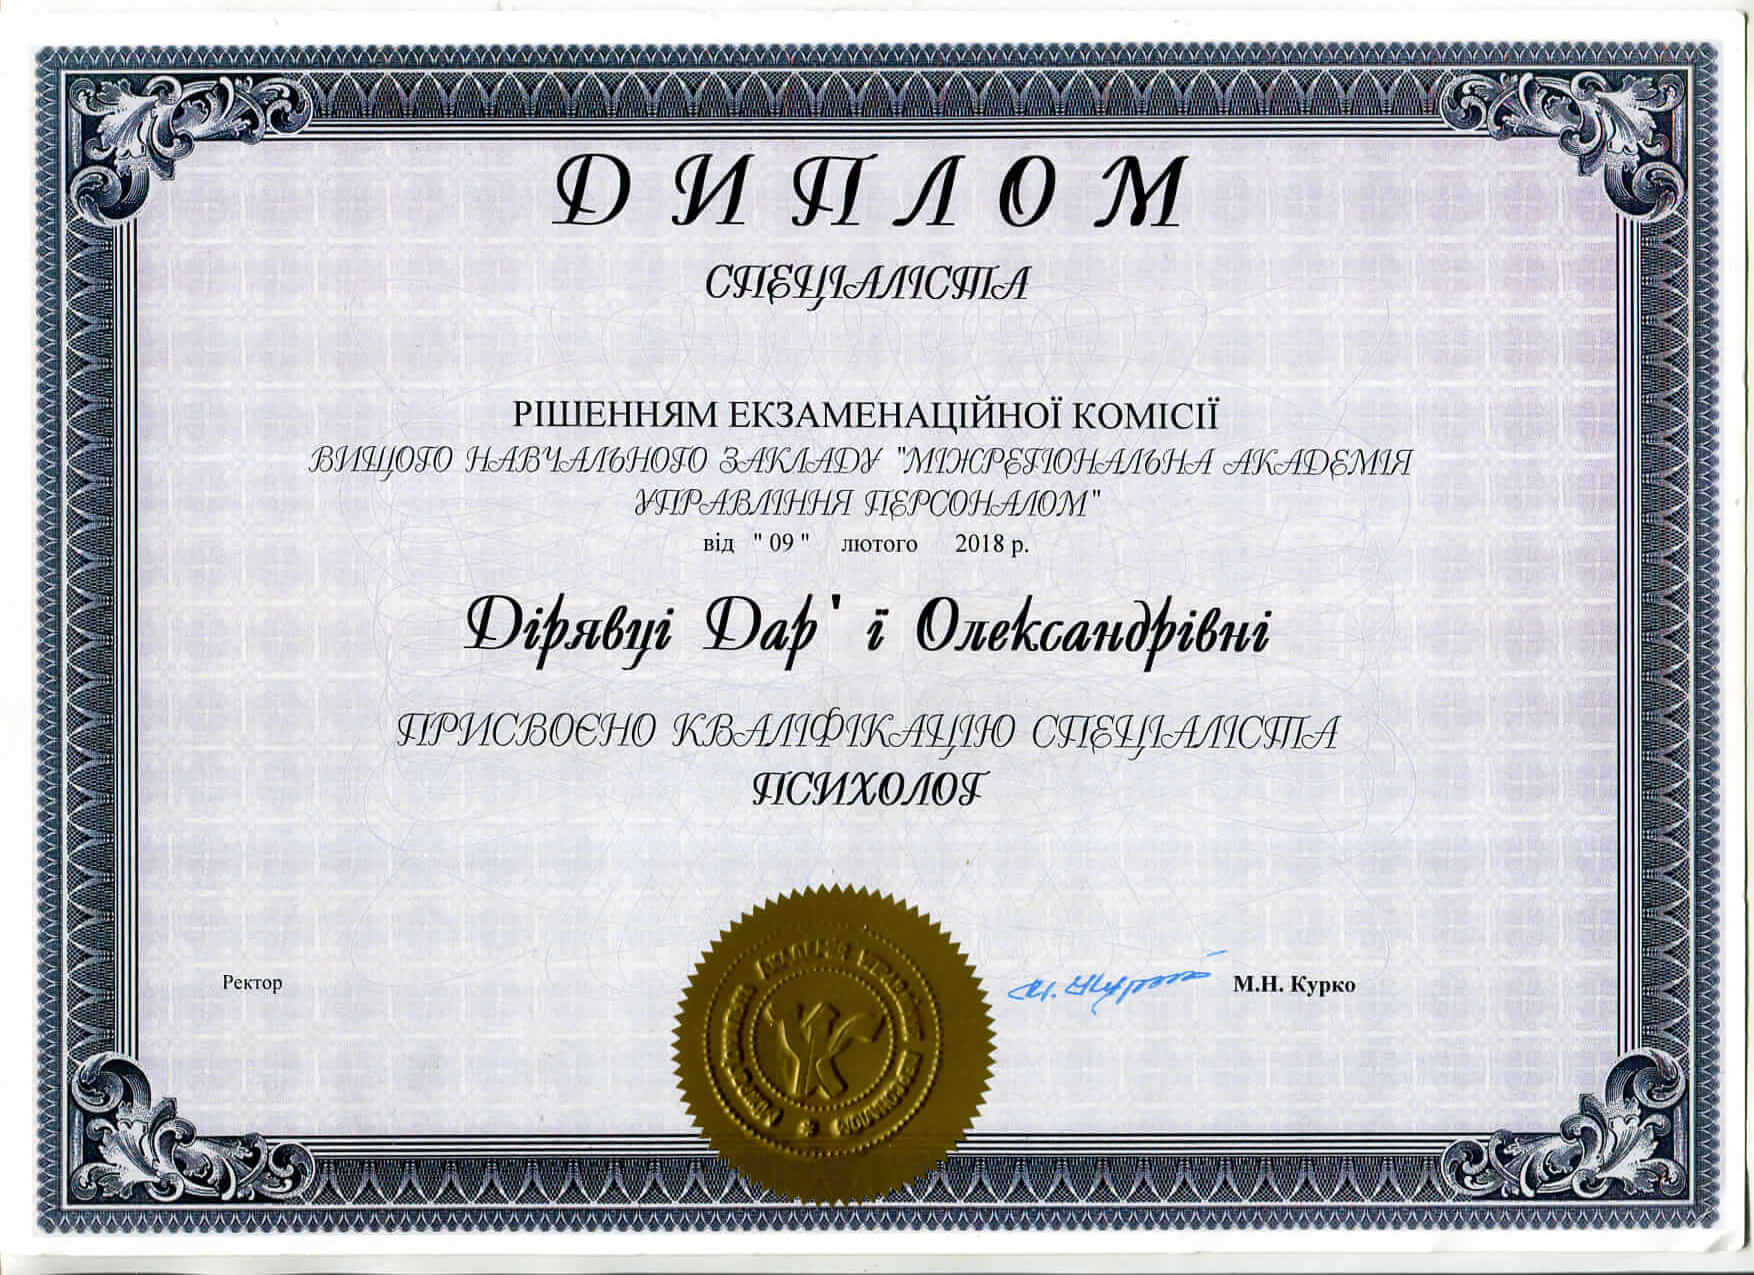 ДИПЛОМ
СПЕЦІАЛІСТА
РІШЕННЯМ ЕКЗАМЕНАЦІЙНОЇ КОМІСІЇ
ВИЩОГО НАВЧАЛЬНОГО ЗАКЛАДУ "МІЖРЕГІОНАЛЬНА АКАДЕМІЯ
УПРАВЛІННЯ ПЕРСОНАЛОМ"
від " 09 " лютого 2018 р.
Дірявці Дар' ї Олександрівні
ПРИСВОЄНО КВАЛІФІКАЦІЮ СПЕЦІАЛІСТА
ПСИХОЛОГ
Ректор
М.Н. Курко